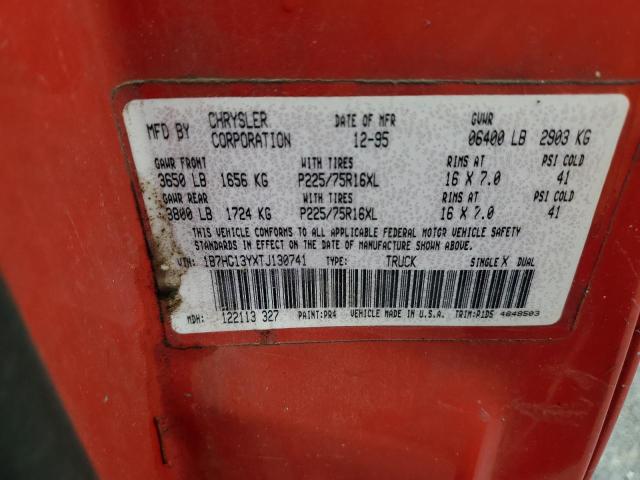 MFD BY CHRYSLER CORPORATION DATE OF MFR 12-95 GVWR 06400 LB 2903 KG
GAWR FRONT WITH TIRES RIMS AT PSI COLD
3650 LB 1656 KG P225/75R16XL 16 X 7.0 41
GAWR REAR WITH TIRES RIMS AT PSI COLD
3800 LB 1724 KG P225/75R16XL 16 X 7.0 41
THIS VEHICLE CONFORMS TO ALL APPLICABLE FEDERAL MOTOR VEHICLE SAFETY
STANDARDS IN EFFECT ON THE DATE OF MANUFACTURE SHOWN ABOVE.
VIN: 1B7HC13YXTJ130741 TYPE: TRUCK SINGLE X DUAL
MDH: 122113 327 PAINT:PR4 VEHICLE MADE IN U.S.A. TRIM:P1DS 4648503